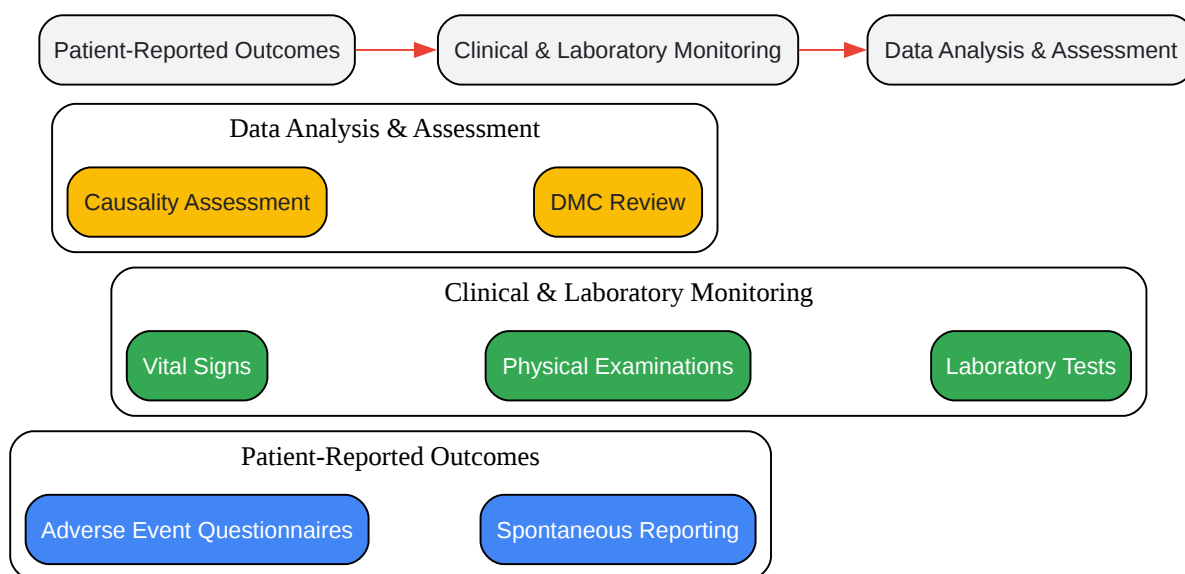 Patient-Reported Outcomes
Clinical & Laboratory Monitoring
Data Analysis & Assessment
Data Analysis & Assessment
Causality Assessment
DMC Review
Clinical & Laboratory Monitoring
Vital Signs
Physical Examinations
Laboratory Tests
Patient-Reported Outcomes
Adverse Event Questionnaires
Spontaneous Reporting